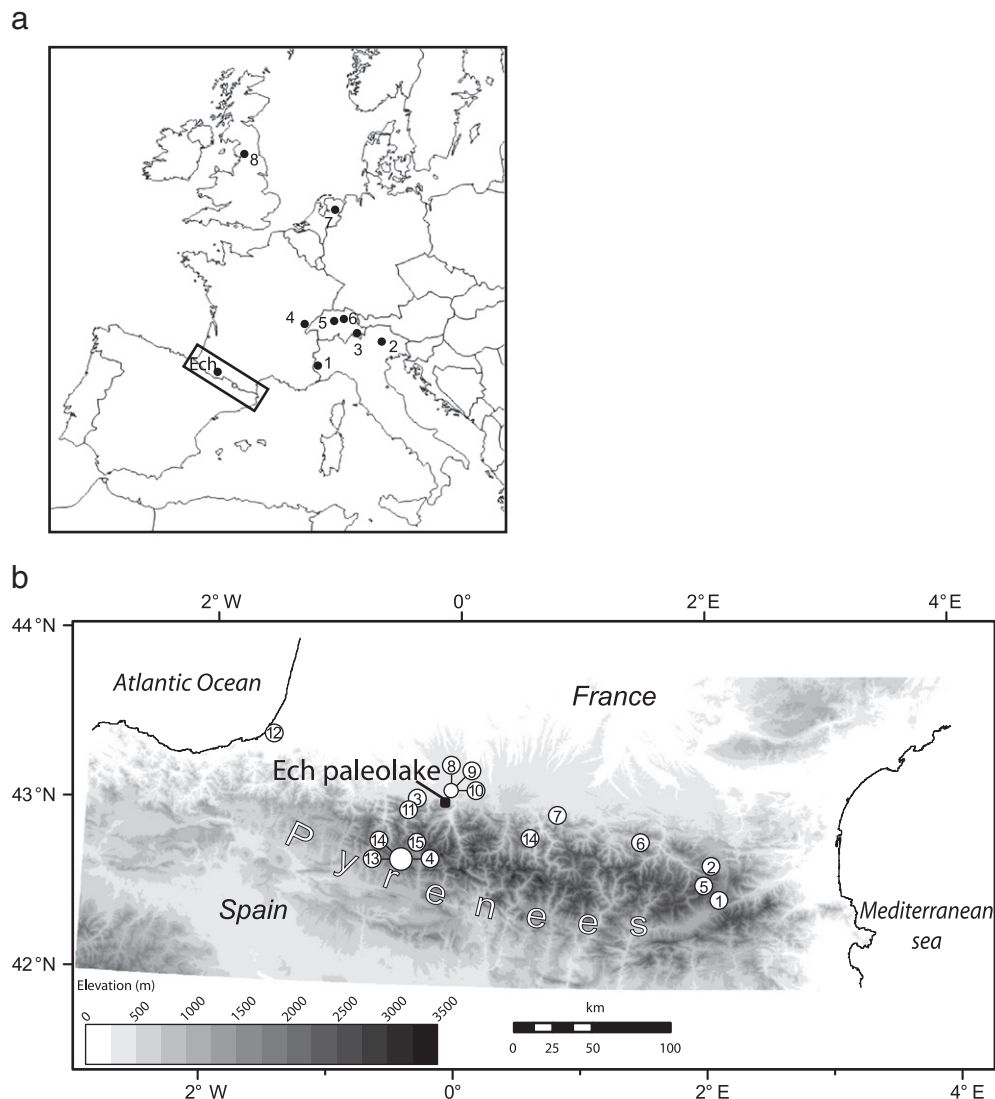 a
8
7
4
5
6
3
2
1
Ech
b
2° W
0°
2° E
4° E
44° N
Atlantic Ocean
France
12
Ech paleolake
8
9
10
43° N
3
11
7
14
15
14
6
13
4
2
5
1
Pyrenees
Spain
Mediterranean
sea
42° N
Elevation (m)
0
500
1000
1500
2000
2500
3000
3500
km
0
25
50
100
2° W
0°
2° E
4° E